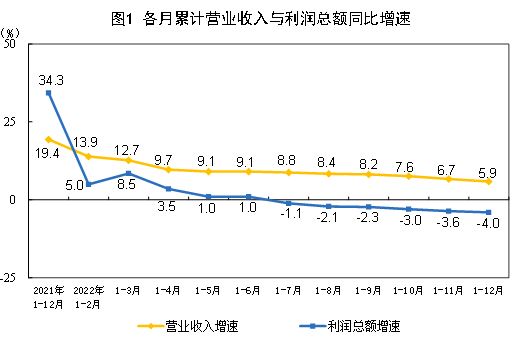 图1 各月累计营业收入与利润总额同比增速
(%)
50
34.3
25
19.4 13.9 12.7 9.7 9.1 9.1 8.8 8.4 8.2 7.6 6.7 5.9
5.0 8.5 3.5 1.0 1.0 -1.1 -2.1 -2.3 -3.0 -3.6 -4.0
0
-25
2021年 2022年 1-3月 1-4月 1-5月 1-6月 1-7月 1-8月 1-9月 1-10月 1-11月 1-12月
1-12月 1-2月
营业收入增速 利润总额增速